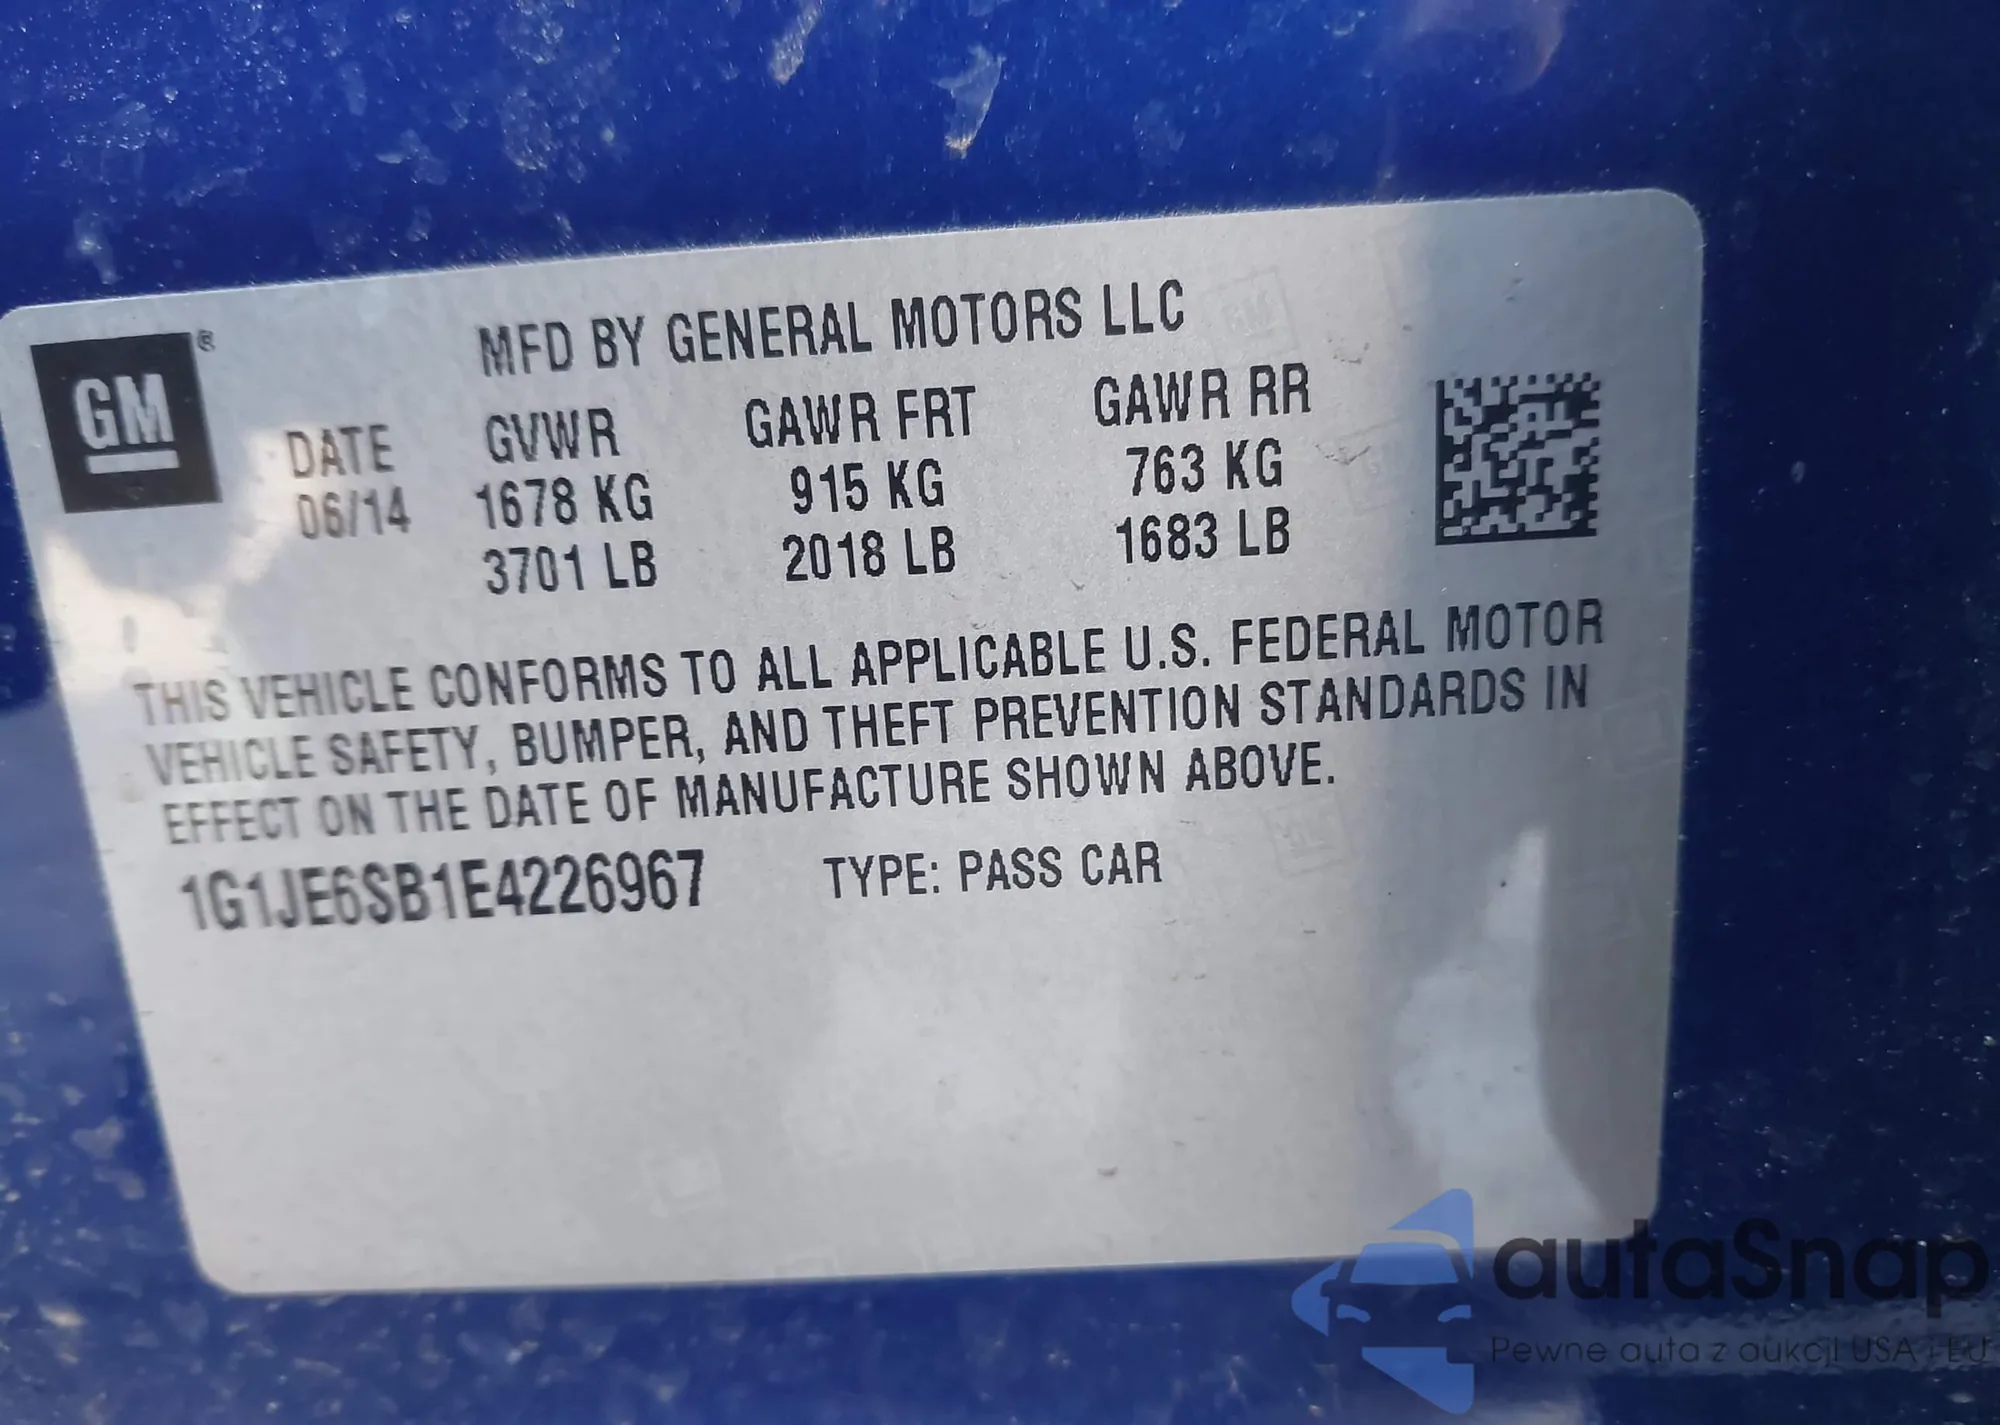 GM ®
MFD BY GENERAL MOTORS LLC
DATE GVWR GAWR FRT GAWR RR
06/14 1678 KG 915 KG 763 KG
3701 LB 2018 LB 1683 LB
THIS VEHICLE CONFORMS TO ALL APPLICABLE U.S. FEDERAL MOTOR
VEHICLE SAFETY, BUMPER, AND THEFT PREVENTION STANDARDS IN
EFFECT ON THE DATE OF MANUFACTURE SHOWN ABOVE.
1G1JE6SB1E4226967 TYPE: PASS CAR
autaSnap
Pewne auta z aukcji USA i EU